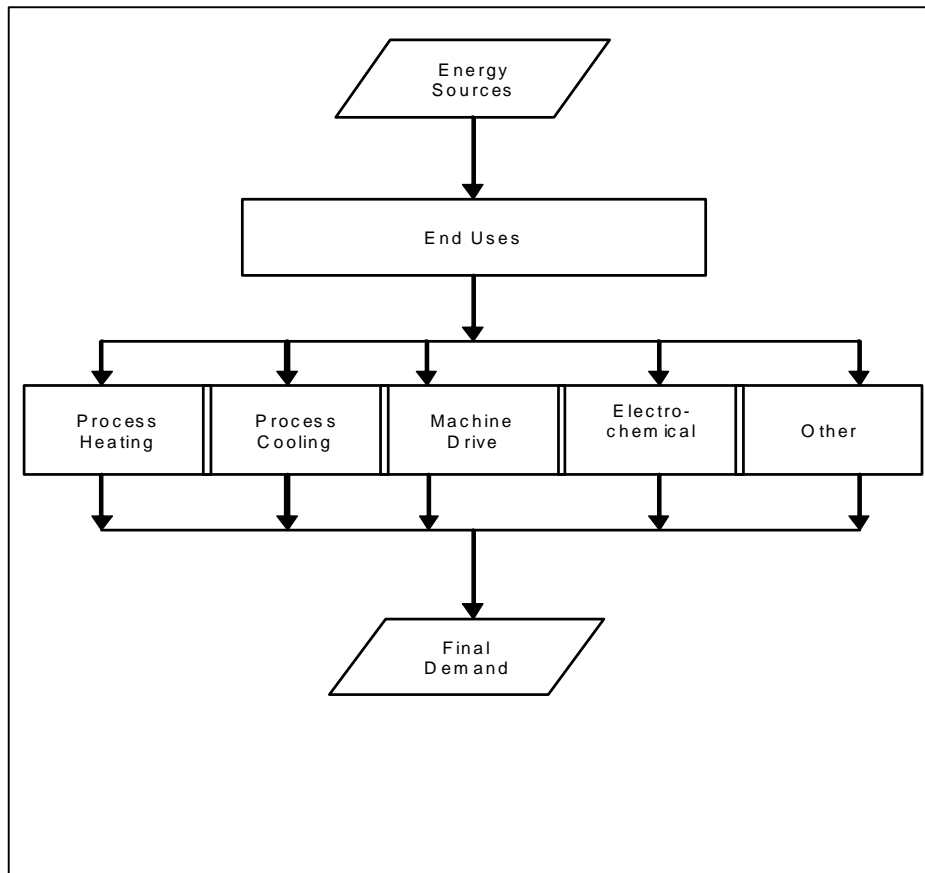 Energy
Sources
End Uses
Process
Heating
Process
Cooling
Machine
Drive
Electro-
chemical
Other
Final
Demand